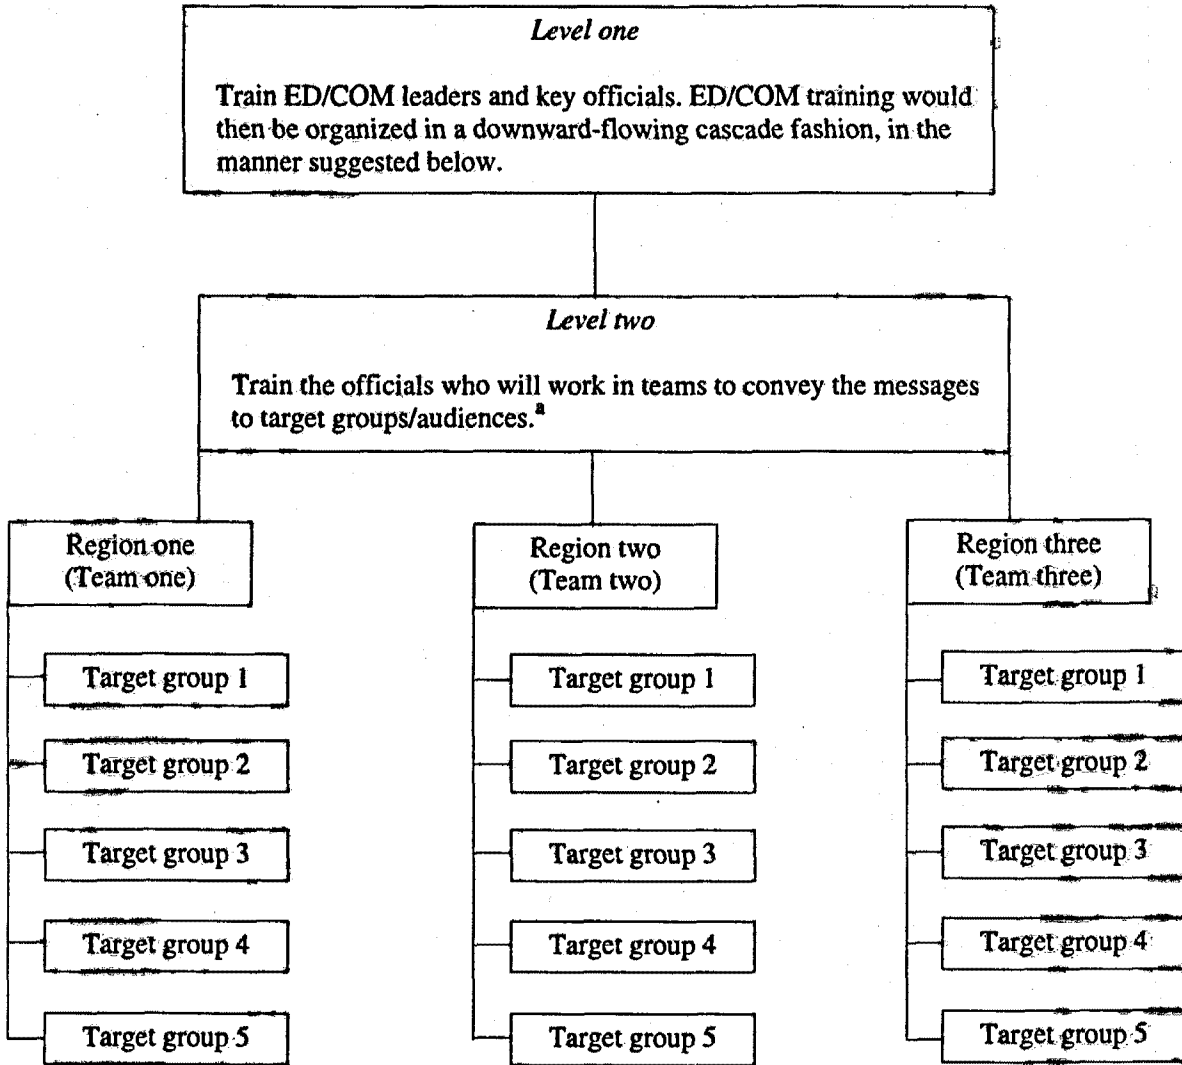 Level one
Train ED/COM leaders and key officials. ED/COM training would
then be organized in a downward-flowing cascade fashion, in the
manner suggested below.
Level two
Train the officials who will work in teams to convey the messages
to target groups/audiences.a
Region one
(Team one)
Target group 1
Target group 2
Target group 3
Target group 4
Target group 5
Region two
(Team two)
Target group 1
Target group 2
Target group 3
Target group 4
Target group 5
Region three
(Team three)
Target group 1
Target group 2
Target group 3
Target group 4
Target group 5